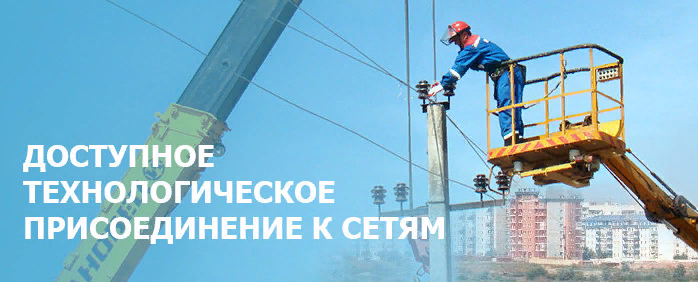 ДОСТУПНОЕ
ТЕХНОЛОГИЧЕСКОЕ
ПРИСОЕДИНЕНИЕ К СЕТЯМ